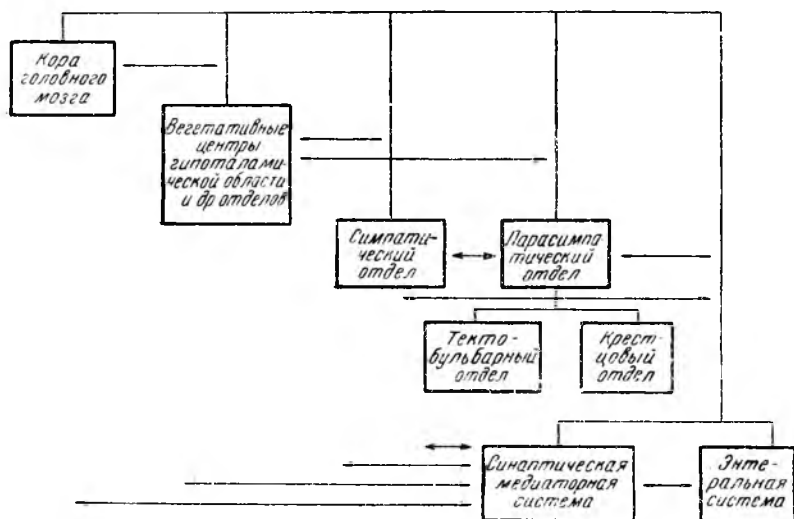 Кора
головного
мозга
Вегетативные
центры
гипоталами-
ческой области
и др отделов
Симпати-
ческий
отдел
Парасимпа
тический
отдел
Текто-
бульбарный
отдел
Крест-
цовый
отдел
Синаптическая
медиаторная
система
Энте-
ральная
система